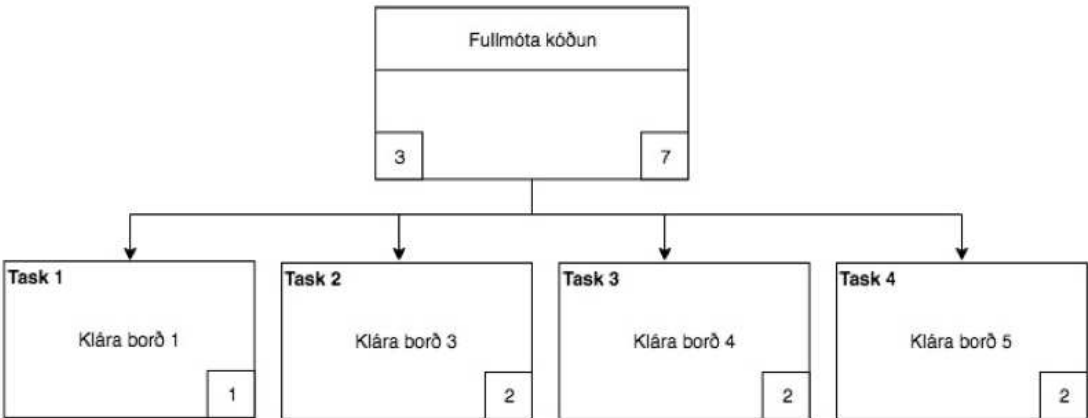 Fullmóta kóðun
3
7
Task 1
Klára borð 1
1
Task 2
Klára borð 3
2
Task 3
Klára borð 4
2
Task 4
Klára borð 5
2